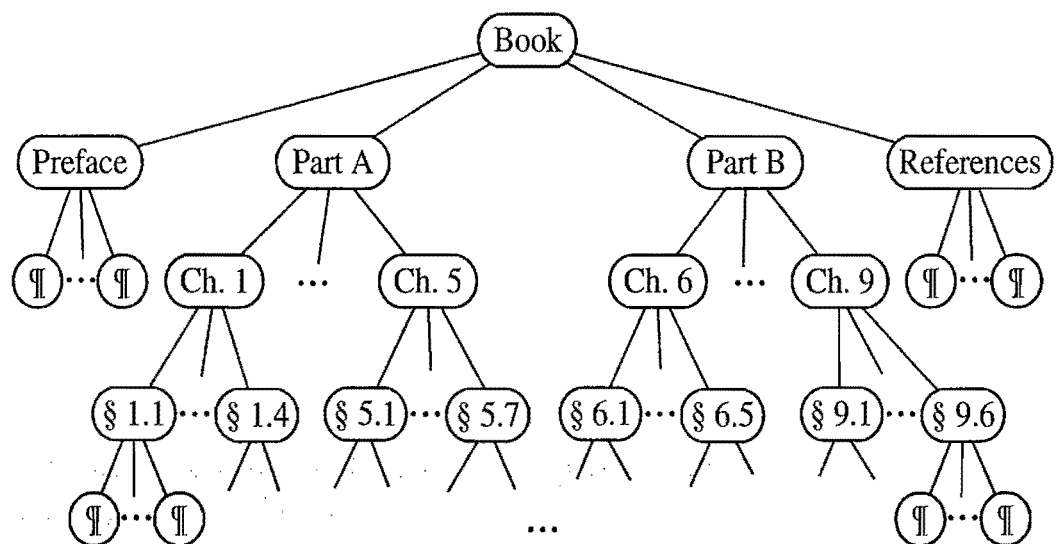 Book
Preface Part A Part B References
¶ ... ¶ Ch. 1 ... Ch. 5 Ch. 6 ... Ch. 9 ¶ ... ¶
§ 1.1 ... § 1.4 § 5.1 ... § 5.7 § 6.1 ... § 6.5 § 9.1 ... § 9.6
¶ ... ¶ ... ¶ ... ¶